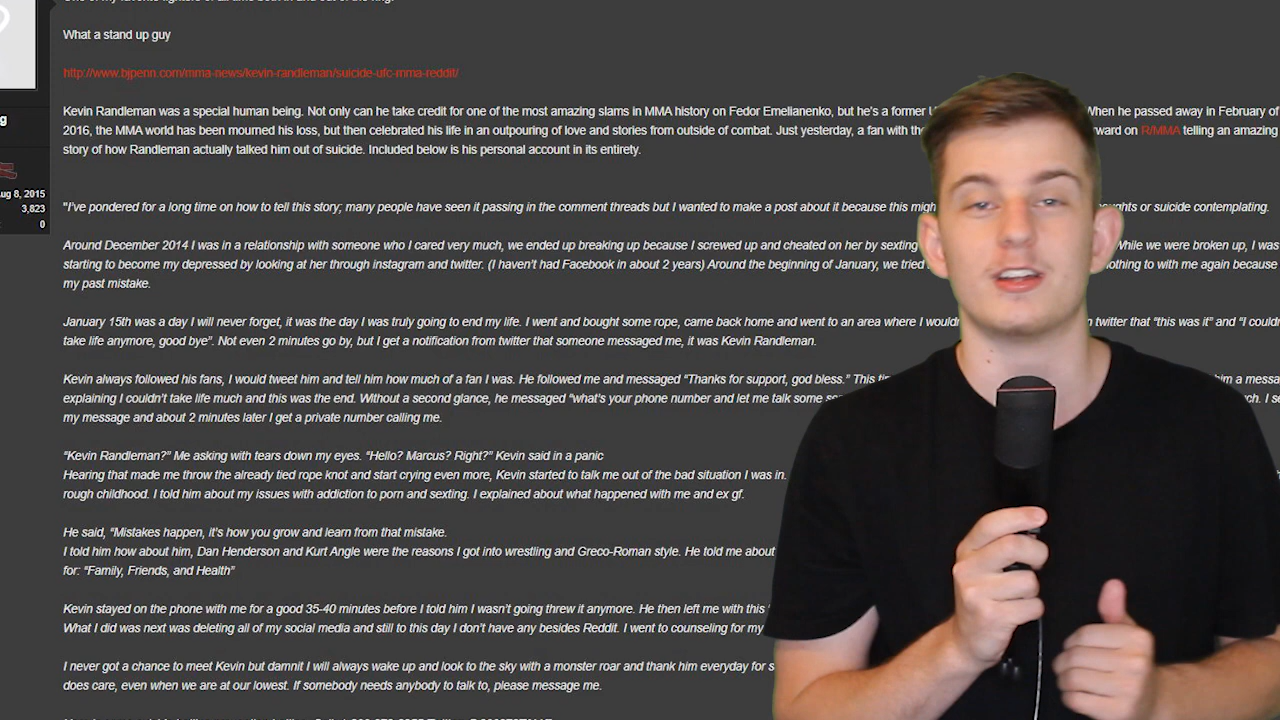 What a stand up guy
http://www.bjpenn.com/mma-news/kevin-randleman/suicide-ufc-mma-reddit/
Kevin Randleman was a special human being. Not only can he take credit for one of the most amazing slams in MMA history on Fedor Emelianenko, but he's a former When he passed away in February of
2016, the MMA world has been mourned his loss, but then celebrated his life in an outpouring of love and stories from outside of combat. Just yesterday, a fan with the on R/MMA telling an amazing
story of how Randleman actually talked him out of suicide. Included below is his personal account in its entirety.
"I've pondered for a long time on how to tell this story; many people have seen it passing in the comment threads but I wanted to make a post about it because this or suicide contemplating.
Around December 2014 I was in a relationship with someone who I cared very much, we ended up breaking up because I screwed up and cheated on her by sexting While we were broken up, I was
starting to become my depressed by looking at her through instagram and twitter. (I haven't had Facebook in about 2 years) Around the beginning of January, we tried to with me again because
my past mistake.
January 15th was a day I will never forget, it was the day I was truly going to end my life. I went and bought some rope, came back home and went to an area where I twitter that "this was it" and "I
take life anymore, good bye". Not even 2 minutes go by, but I get a notification from twitter that someone messaged me, it was Kevin Randleman.
Kevin always followed his fans, I would tweet him and tell him how much of a fan I was. He followed me and messaged "Thanks for support, god bless." This him a
explaining I couldn't take life much and this was the end. Without a second glance, he messaged "what's your phone number and let me talk some I
my message and about 2 minutes later I get a private number calling me.
"Kevin Randleman?" Me asking with tears down my eyes. "Hello? Marcus? Right?" Kevin said in a panic
Hearing that made me throw the already tied rope knot and start crying even more, Kevin started to talk me out of the bad situation I was in.
rough childhood. I told him about my issues with addiction to porn and sexting. I explained about what happened with me and ex gf.
He said, "Mistakes happen, it's how you grow and learn from that mistake.
I told him how about him, Dan Henderson and Kurt Angle were the reasons I got into wrestling and Greco-Roman style. He told me about
for: "Family, Friends, and Health"
Kevin stayed on the phone with me for a good 35-40 minutes before I told him I wasn't going threw it anymore. He then left me with this
What I did was next was deleting all of my social media and still to this day I don't have any besides Reddit. I went to counseling for my
I never got a chance to meet Kevin but damnit I will always wake up and look to the sky with a monster roar and thank him everyday for
does care, even when we are at our lowest. If somebody needs anybody to talk to, please message me.
8, 2015
3,823
0